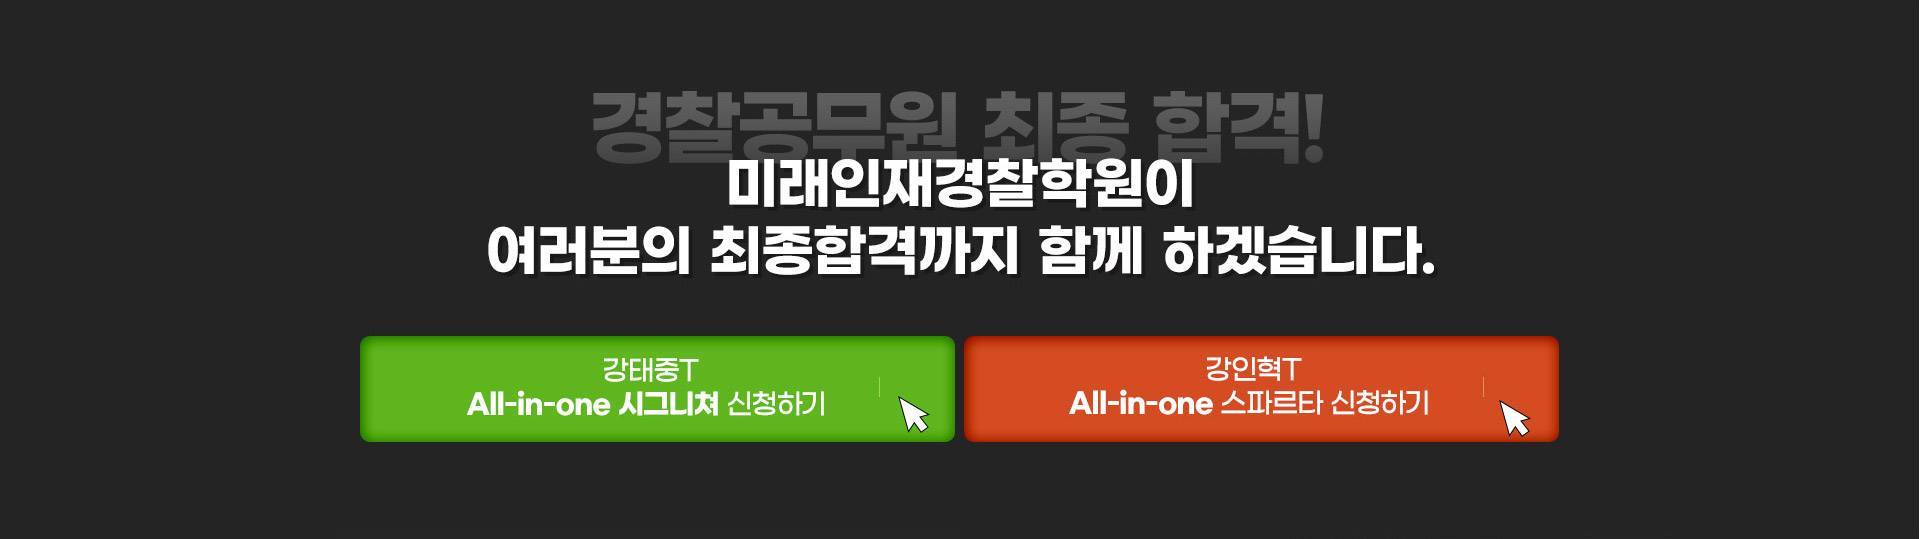 경찰공무원 최종 합격!
미래인재경찰학원이
여러분의 최종합격까지 함께 하겠습니다.
강태중T
All-in-one 시그니쳐 신청하기
강인혁T
All-in-one 스파르타 신청하기